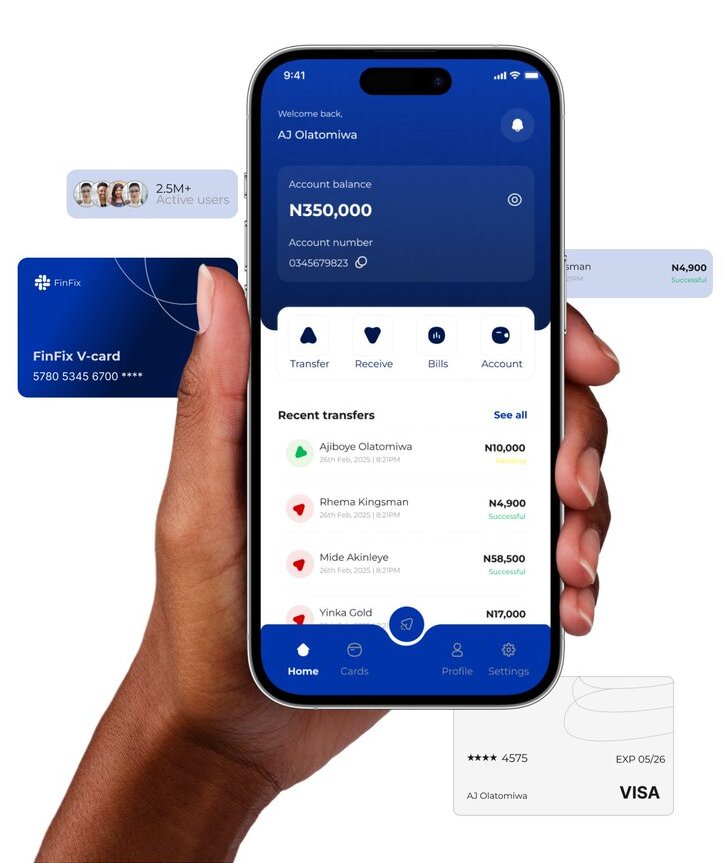 9:41
Welcome back,
AJ Olatomiwa
Account balance
N350,000
Account number
0345679823
Transfer
Receive
Bills
Account
Recent transfers
See all
Ajiboye Olatomiwa
N10,000
26th Feb, 2025 | 8:21PM
Pending
Rhema Kingsman
N4,900
26th Feb, 2025 | 8:21PM
Successful
Mide Akinleye
N58,500
26th Feb, 2025 | 8:21PM
Successful
Yinka Gold
N17,000
Home
Cards
Profile
Settings
2.5M+
Active users
FinFix
FinFix V-card
5780 5345 6700 ****
sman
N4,900
21PM
Successful
**** 4575
EXP 05/26
AJ Olatomiwa
VISA